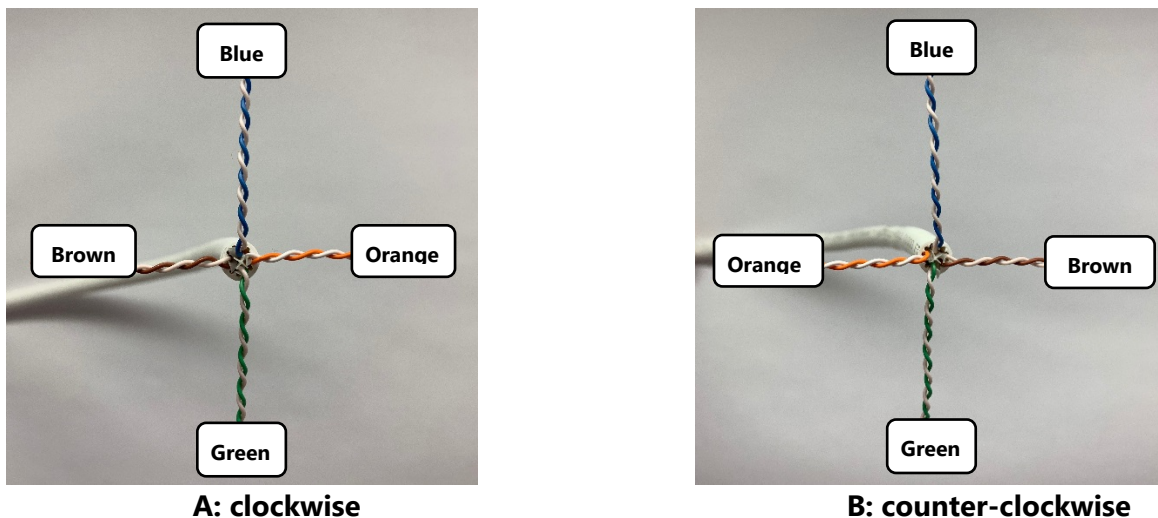 Blue
Brown
Orange
Green
A: clockwise
Blue
Orange
Brown
Green
B: counter-clockwise